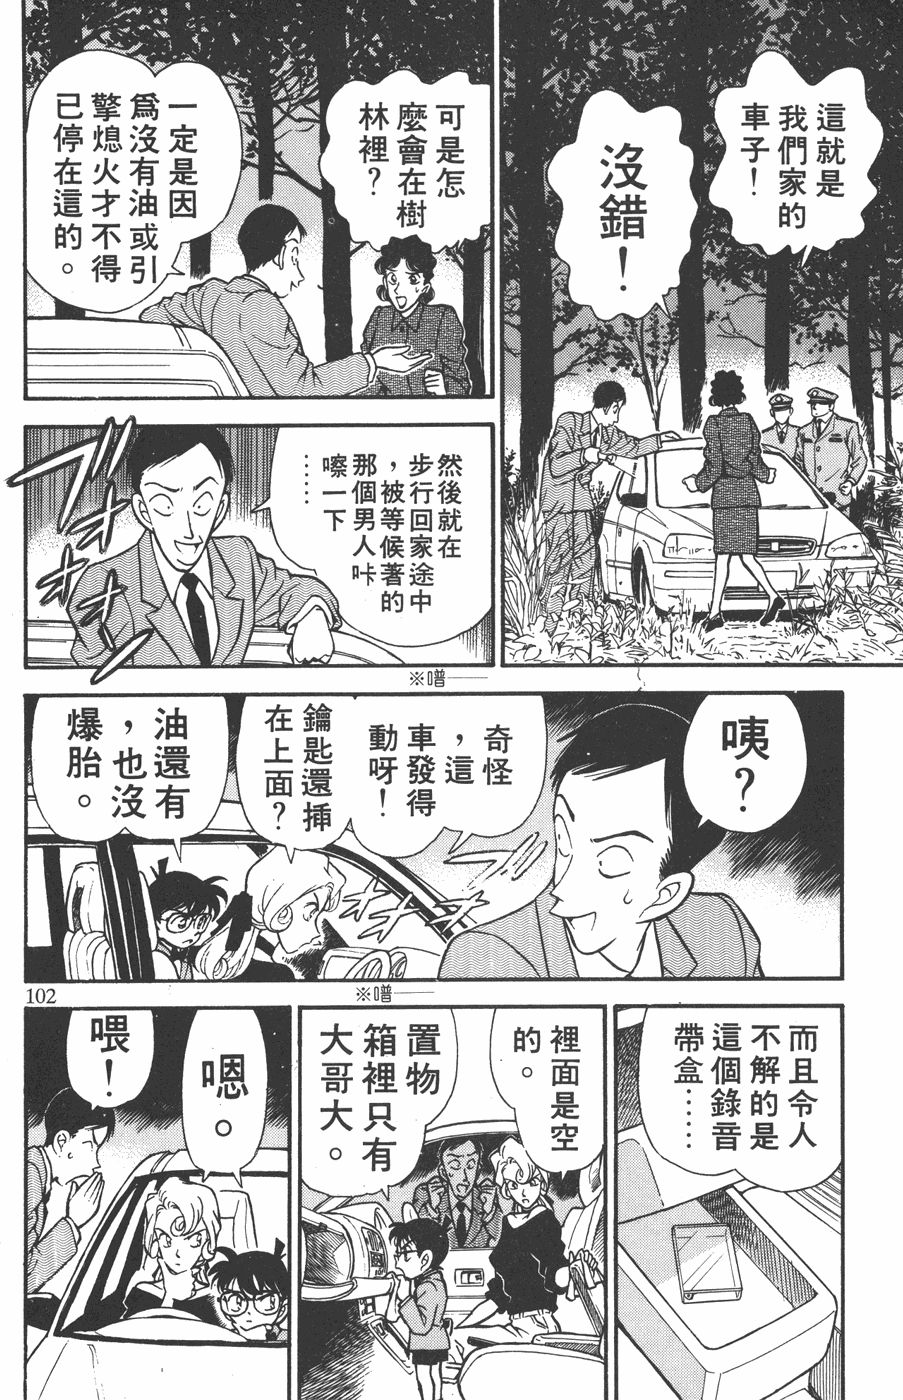 這就是
我們家的
車子！
沒錯！
可是怎
麼會在樹
林裡？
一定是因
爲沒有油或引
擎熄火才不得
已停在這的。
然後就在
步行回家途中
，被等候著的
那個男人咔
嚓一下
……
※噌——
咦？
奇怪
，這
車發得
動呀！
鑰匙還揷
在上面？
油還有
，也沒
爆胎。
※噌——
102
而且令人
不解的是
這個錄音
帶盒……
裡面是空
的。
置物
箱裡只有
大哥大。
嗯。
喂！